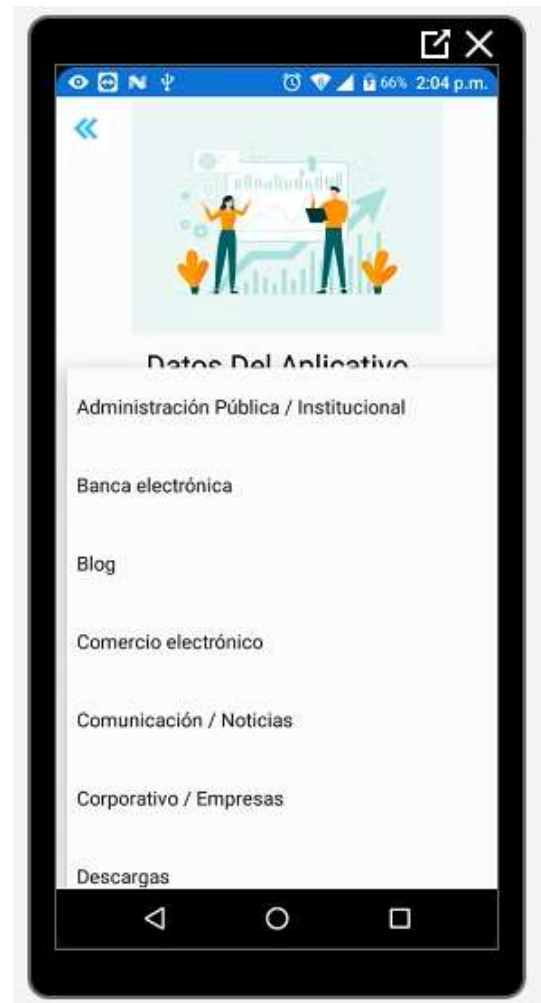 66% 2:04 p.m.
Datos Del Aplicativo
Administración Pública / Institucional
Banca electrónica
Blog
Comercio electrónico
Comunicación / Noticias
Corporativo / Empresas
Descargas